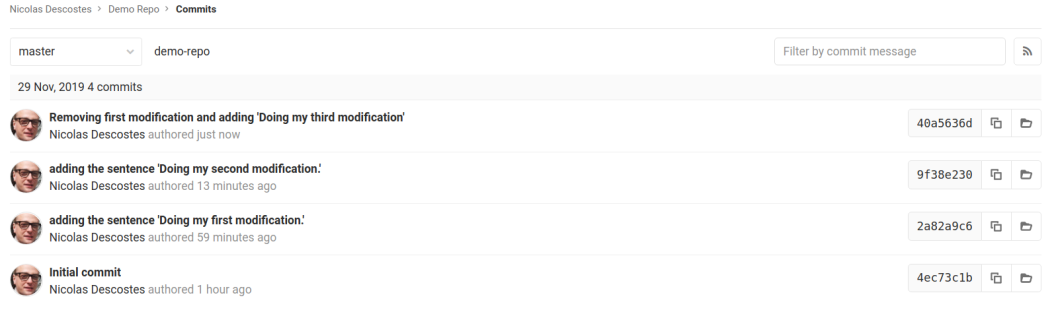 Nicolas Descostes > Demo Repo > Commits
master demo-repo Filter by commit message
29 Nov, 2019 4 commits
Removing first modification and adding 'Doing my third modification'
Nicolas Descostes authored just now
40a5636d
adding the sentence 'Doing my second modification.'
Nicolas Descostes authored 13 minutes ago
9f38e230
adding the sentence 'Doing my first modification.'
Nicolas Descostes authored 59 minutes ago
2a82a9c6
Initial commit
Nicolas Descostes authored 1 hour ago
4ec73c1b